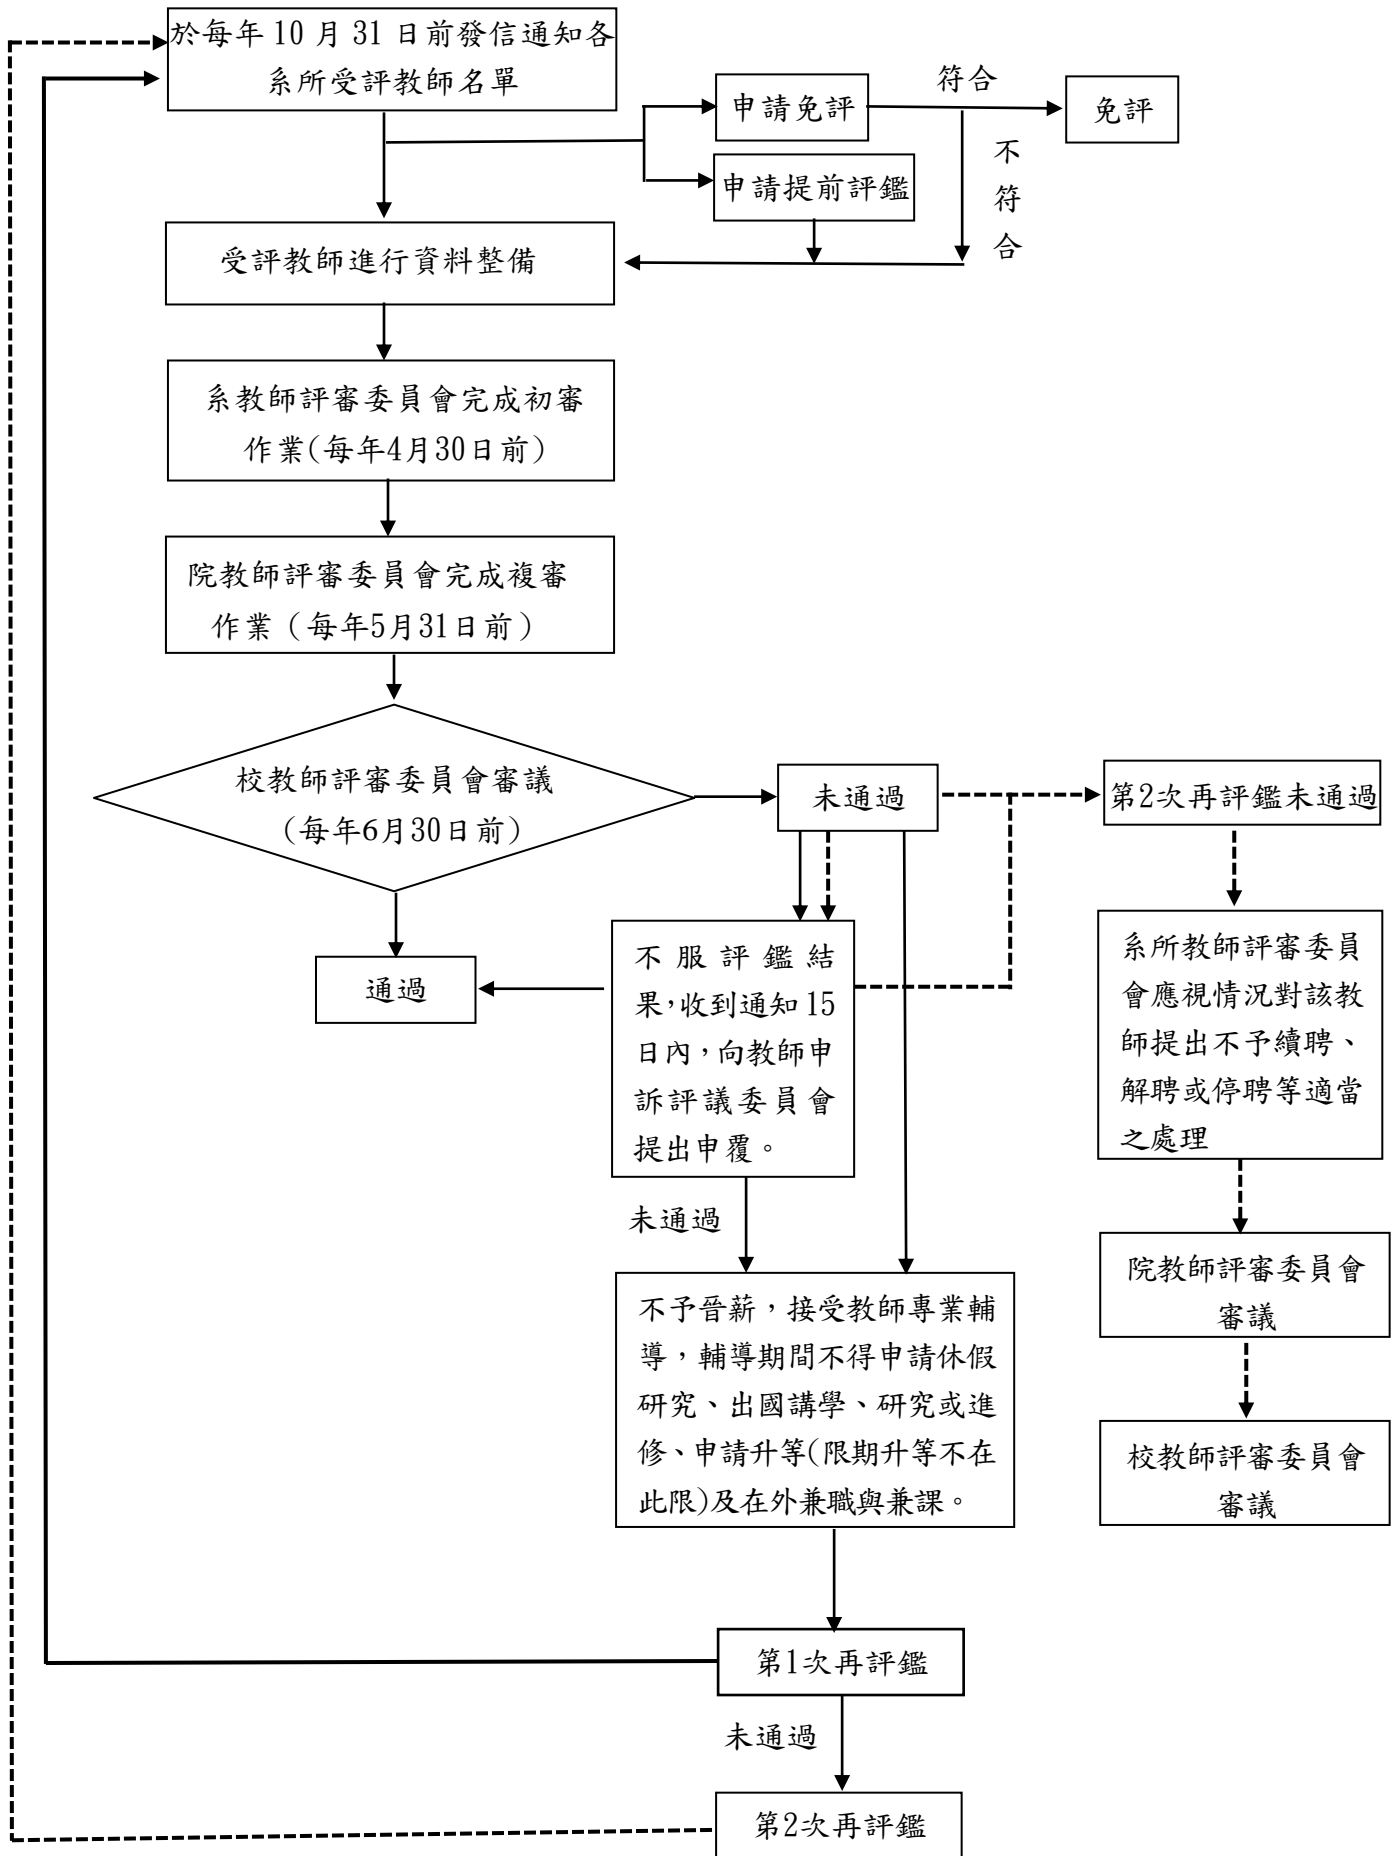 於每年 10 月 31 日前發信通知各
系所受評教師名單
申請免評
符合
免評
不
符
合
申請提前評鑑
受評教師進行資料整備
系教師評審委員會完成初審
作業(每年4月30日前)
院教師評審委員會完成複審
作業（每年5月31日前）
校教師評審委員會審議
(每年6月30日前)
未通過
第2次再評鑑未通過
通過
不服評鑑結
果,收到通知 15
日內，向教師申
訴評議委員會
提出申覆。
系所教師評審委員
會應視情況對該教
師提出不予續聘、
解聘或停聘等適當
之處理
未通過
院教師評審委員會
審議
不予晉薪，接受教師專業輔
導，輔導期間不得申請休假
研究、出國講學、研究或進
修、申請升等(限期升等不在
此限)及在外兼職與兼課。
校教師評審委員會
審議
第1次再評鑑
未通過
第2次再評鑑